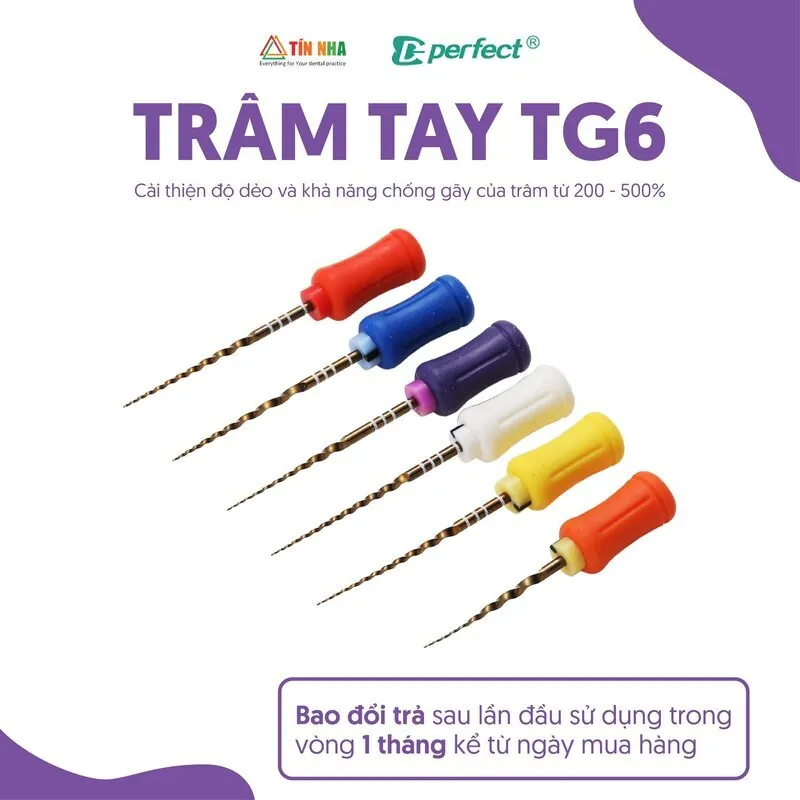 TÍN NHA
Everything for Your dental practice
perfect®
TRÂM TAY TG6
Cải thiện độ dẻo và khả năng chống gãy của trâm từ 200 - 500%
Bao đổi trả sau lần đầu sử dụng trong
vòng 1 tháng kể từ ngày mua hàng